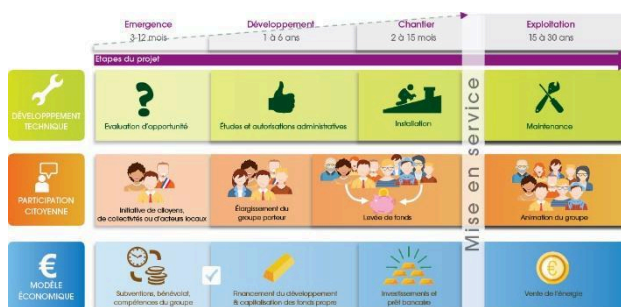 Emergence
3-12 mois
Développement
1 à 6 ans
Chantier
2 à 15 mois
Exploitation
15 à 30 ans
Etapes du projet
DÉVELOPPEMENT
TECHNIQUE
Evaluation d'opportunité
Études et autorisations administratives
Installation
Maintenance
Mise en service
PARTICIPATION
CITOYENNE
Initiative de citoyens,
de collectivités ou d'acteurs locaux
Élargissement du
groupe porteur
Levée de fonds
Animation du groupe
€
MODÈLE
ÉCONOMIQUE
Subventions, bénévolat,
compétences du groupe
Financement du développement
& capitalisation des fonds propre
Investissements et
prêt bancaire
Vente de l'énergie